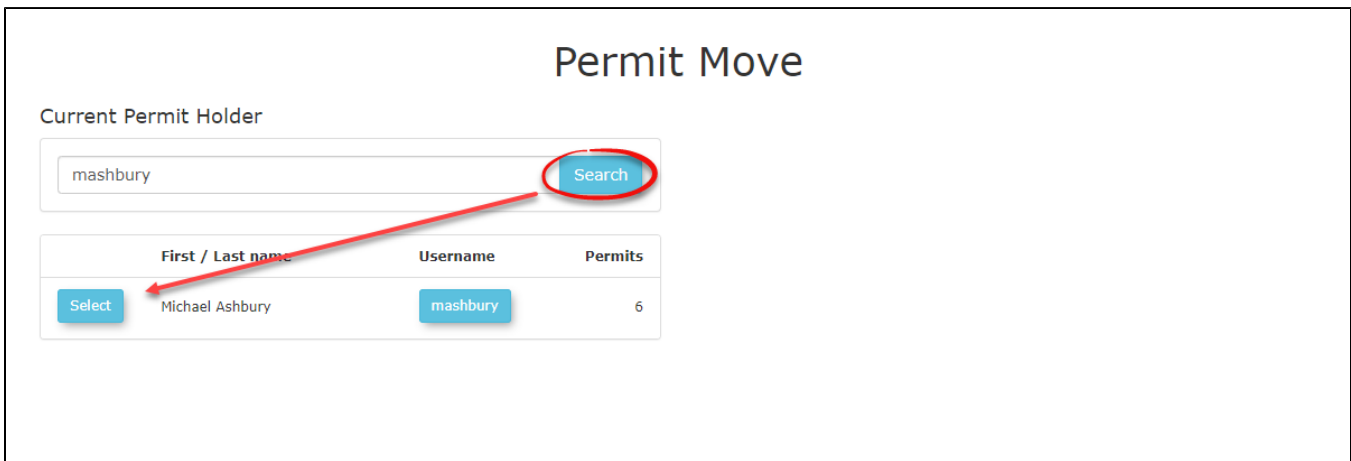 Permit Move
Current Permit Holder
mashbury Search
First / Last name Username Permits
Select Michael Ashbury mashbury 6